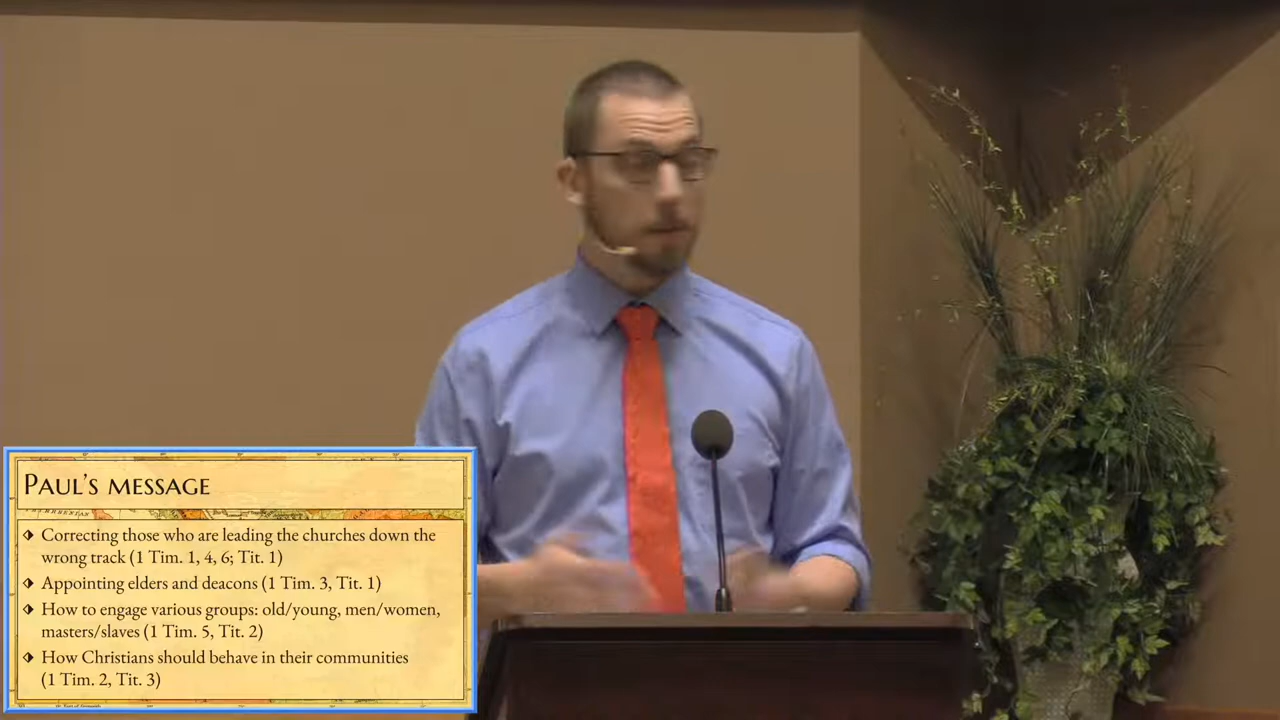 Paul's message
Correcting those who are leading the churches down the
wrong track (1 Tim. 1, 4, 6; Tit. 1)
Appointing elders and deacons (1 Tim. 3, Tit. 1)
How to engage various groups: old/young, men/women,
masters/slaves (1 Tim. 5, Tit. 2)
How Christians should behave in their communities
(1 Tim. 2, Tit. 3)